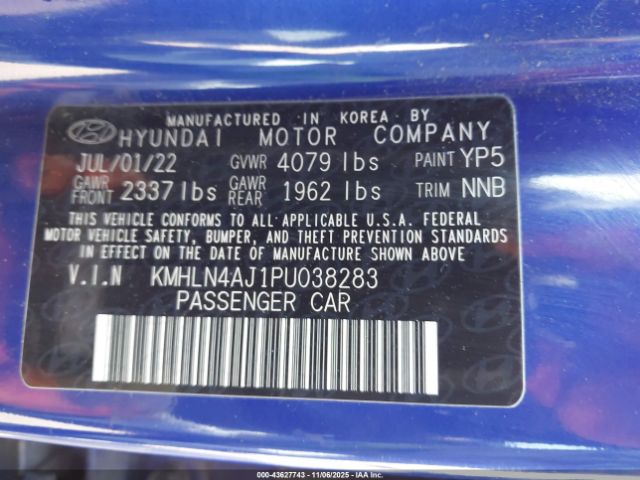 MANUFACTURED IN KOREA BY
HYUNDAI MOTOR COMPANY
JUL/01/22 GVWR 4079 lbs PAINT YP5
GAWR FRONT 2337 lbs GAWR REAR 1962 lbs TRIM NNB
THIS VEHICLE CONFORMS TO ALL APPLICABLE U.S.A. FEDERAL
MOTOR VEHICLE SAFETY, BUMPER, AND THEFT PREVENTION STANDARDS
IN EFFECT ON THE DATE OF MANUFACTURE SHOWN ABOVE
V.I.N KMHLN4AJ1PU038283
PASSENGER CAR
000-43627743 - 11/06/2025 - IAAI.COM